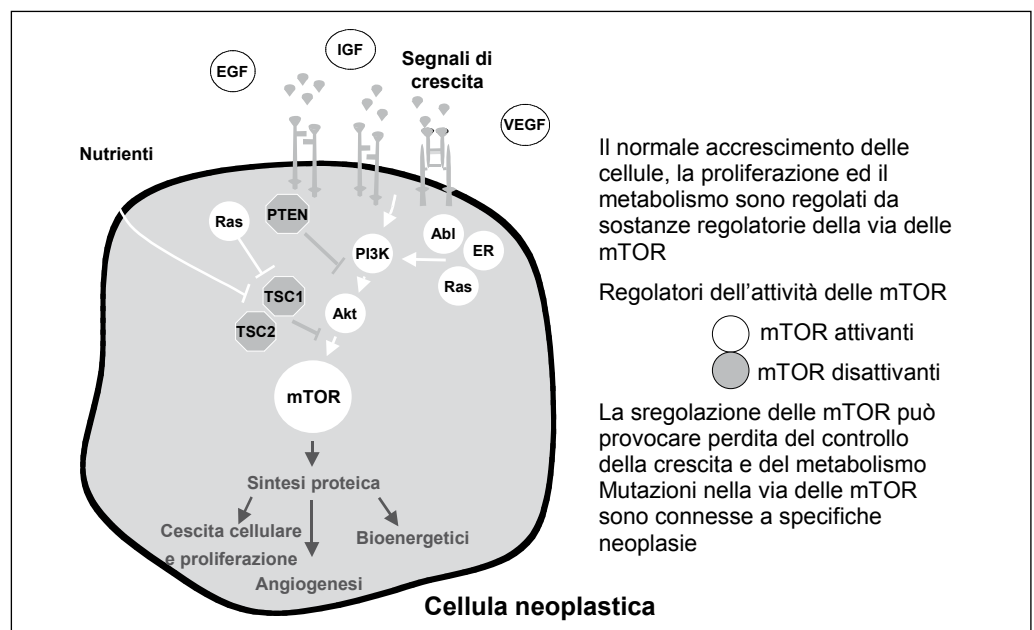 IGF
EGF
Segnali di
crescita
VEGF
Nutrienti
PTEN
Ras
Abl
PI3K
ER
Ras
TSC1
Akt
TSC2
mTOR
Sintesi proteica
Cescita cellulare
e proliferazione
Bioenergetici
Angiogenesi
Cellula neoplastica
Il normale accrescimento delle
cellule, la proliferazione ed il
metabolismo sono regolati da
sostanze regolatorie della via delle
mTOR
Regolatori dell’attività delle mTOR
mTOR attivanti
mTOR disattivanti
La sregolazione delle mTOR può
provocare perdita del controllo
della crescita e del metabolismo
Mutazioni nella via delle mTOR
sono connesse a specifiche
neoplasie